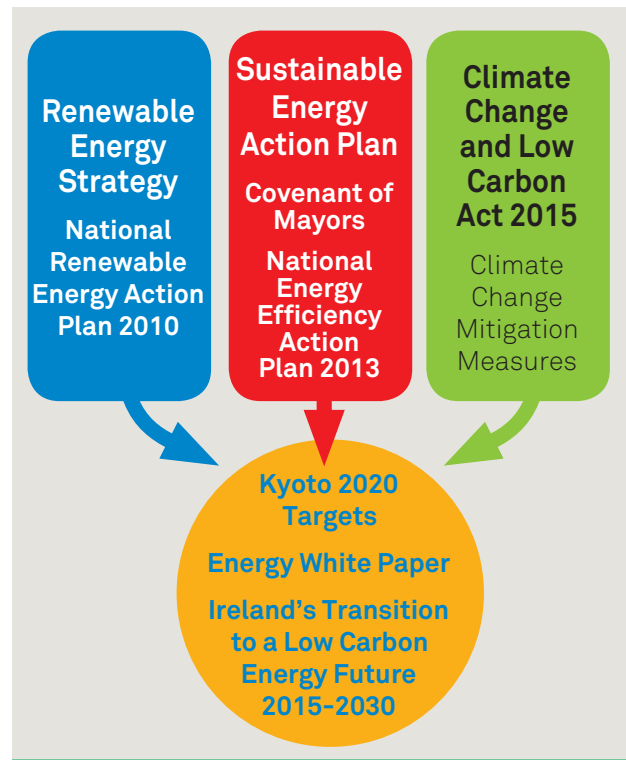 Renewable
Energy
Strategy
National
Renewable
Energy Action
Plan 2010
Sustainable
Energy
Action Plan
Covenant of
Mayors
National
Energy
Efficiency
Action
Plan 2013
Climate
Change
and Low
Carbon
Act 2015
Climate
Change
Mitigation
Measures
Kyoto 2020
Targets
Energy White Paper
Ireland’s Transition
to a Low Carbon
Energy Future
2015-2030